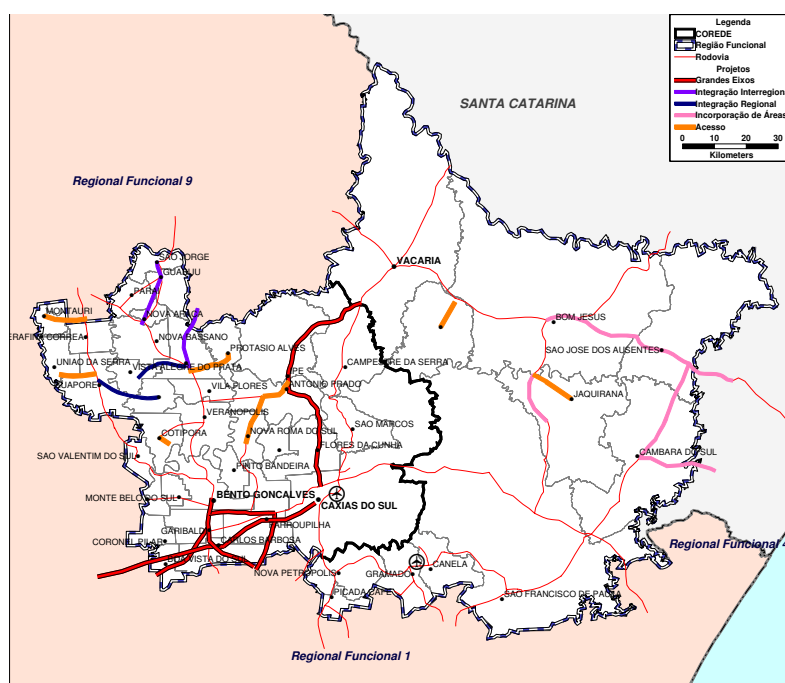 Legenda
COREDE
Região Funcional
Rodovia
Projetos
Grandes Eixos
Integração Interregion
Integração Regional
Incorporação de Áreas
Acesso
0 10 20 30
Kilometers
SANTA CATARINA
Regional Funcional 9
SAO JORGE
GUABIJU
VACARIA
PARAI
MONTAURI
NOVA ARAÇA
BOM JESUS
ERAFINA CORREA
NOVA BASSANO
SAO JOSE DOS AUSENTES
PROTASIO ALVES
UNIAO DA SERRA
VISTA ALEGRE DO PRATA
CAMPESTRE DA SERRA
IPE
GUAPORE
VILA FLORES
ANTONIO PRADO
JAQUIRANA
VERANOPOLIS
COTIPORA
NOVA ROMA DO SUL
SAO MARCOS
FLORES DA CUNHA
SAO VALENTIM DO SUL
CAMBARA DO SUL
PINTO BANDEIRA
MONTE BELO DO SUL
BENTO GONCALVES
CAXIAS DO SUL
FARROUPILHA
GARIBALDI
CORONEL PILAR
CARLOS BARBOSA
Regional Funcional 4
BOA VISTA DO SUL
NOVA PETROPOLIS
GRAMADO
CANELA
PICADA CAFE
SAO FRANCISCO DE PAULA
Regional Funcional 1